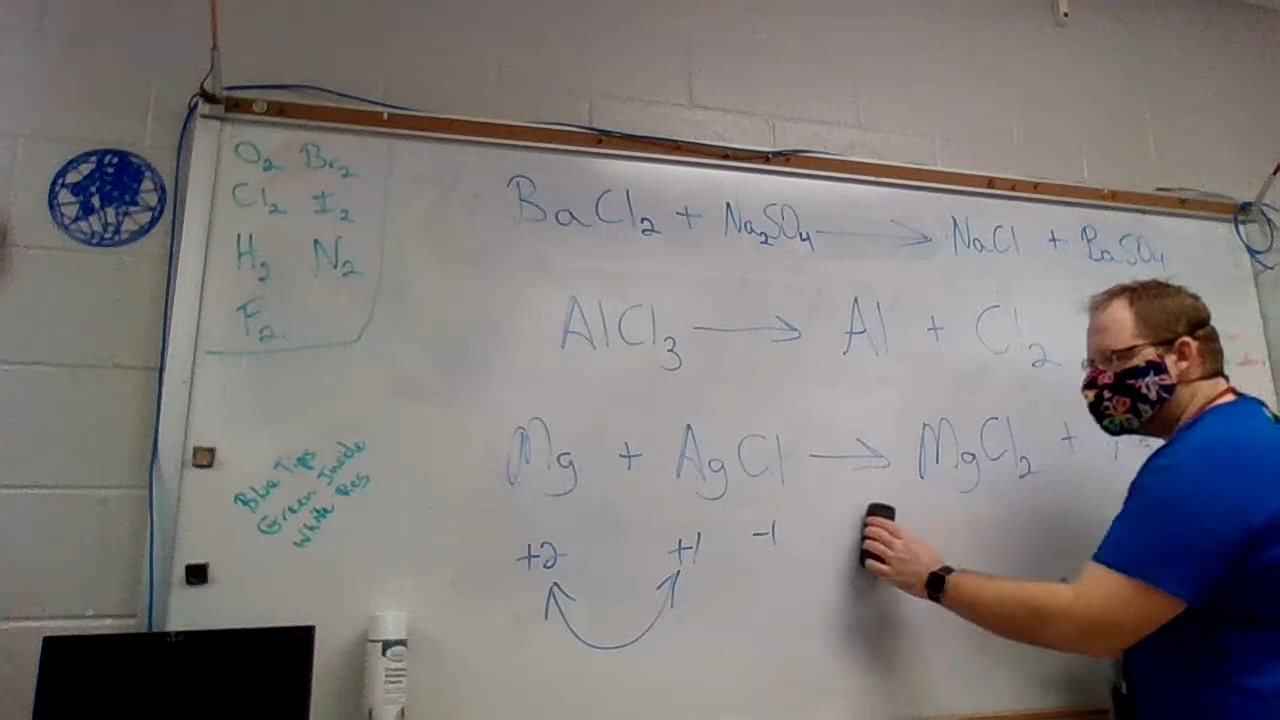 O₂ Br₂
Cl₂ I₂
H₂ N₂
F₂
BaCl₂ + Na₂SO₄ → NaCl + BaSO₄
AlCl₃ → Al + Cl₂
Mg + AgCl → MgCl₂ +
+2 +1 -1
Blue Tips
Green Inside
White Res